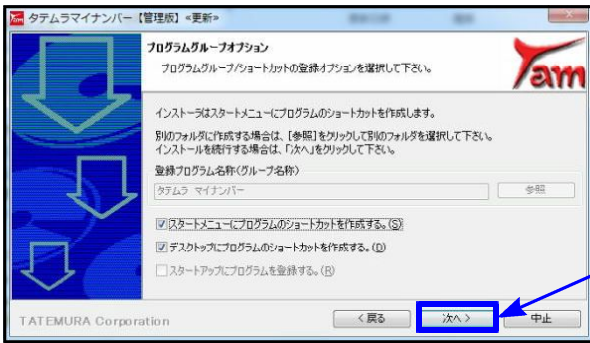 タテムラマイナンバー【管理版】≪更新≫
プログラムグループオプション
プログラムグループ/ショートカットの登録オプションを選択して下さい。
Tam
インストーラはスタートメニューにプログラムのショートカットを作成します。
別のフォルダに作成する場合は、[参照]をクリックして別のフォルダを選択して下さい。
インストールを続行する場合は、「次へ」をクリックして下さい。
登録プログラム名称(グループ名称)
タテムラ マイナンバー
参照
スタートメニューにプログラムのショートカットを作成する。(S)
デスクトップにプログラムのショートカットを作成する。(D)
スタートアップにプログラムを登録する。(R)
TATEMURA Corporation
< 戻る
次へ >
中止